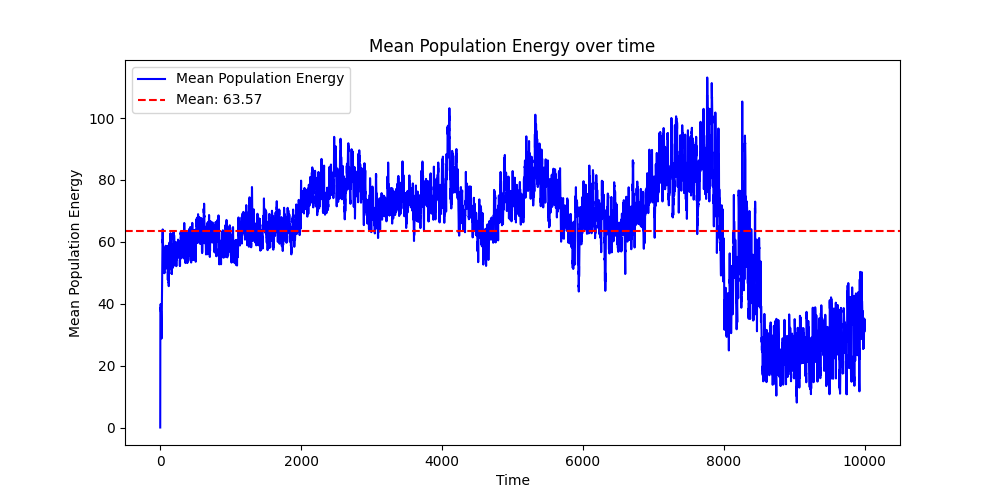 Mean Population Energy over time
Mean Population Energy
Mean: 63.57
100
80
60
40
20
0
Mean Population Energy
0 2000 4000 6000 8000 10000
Time